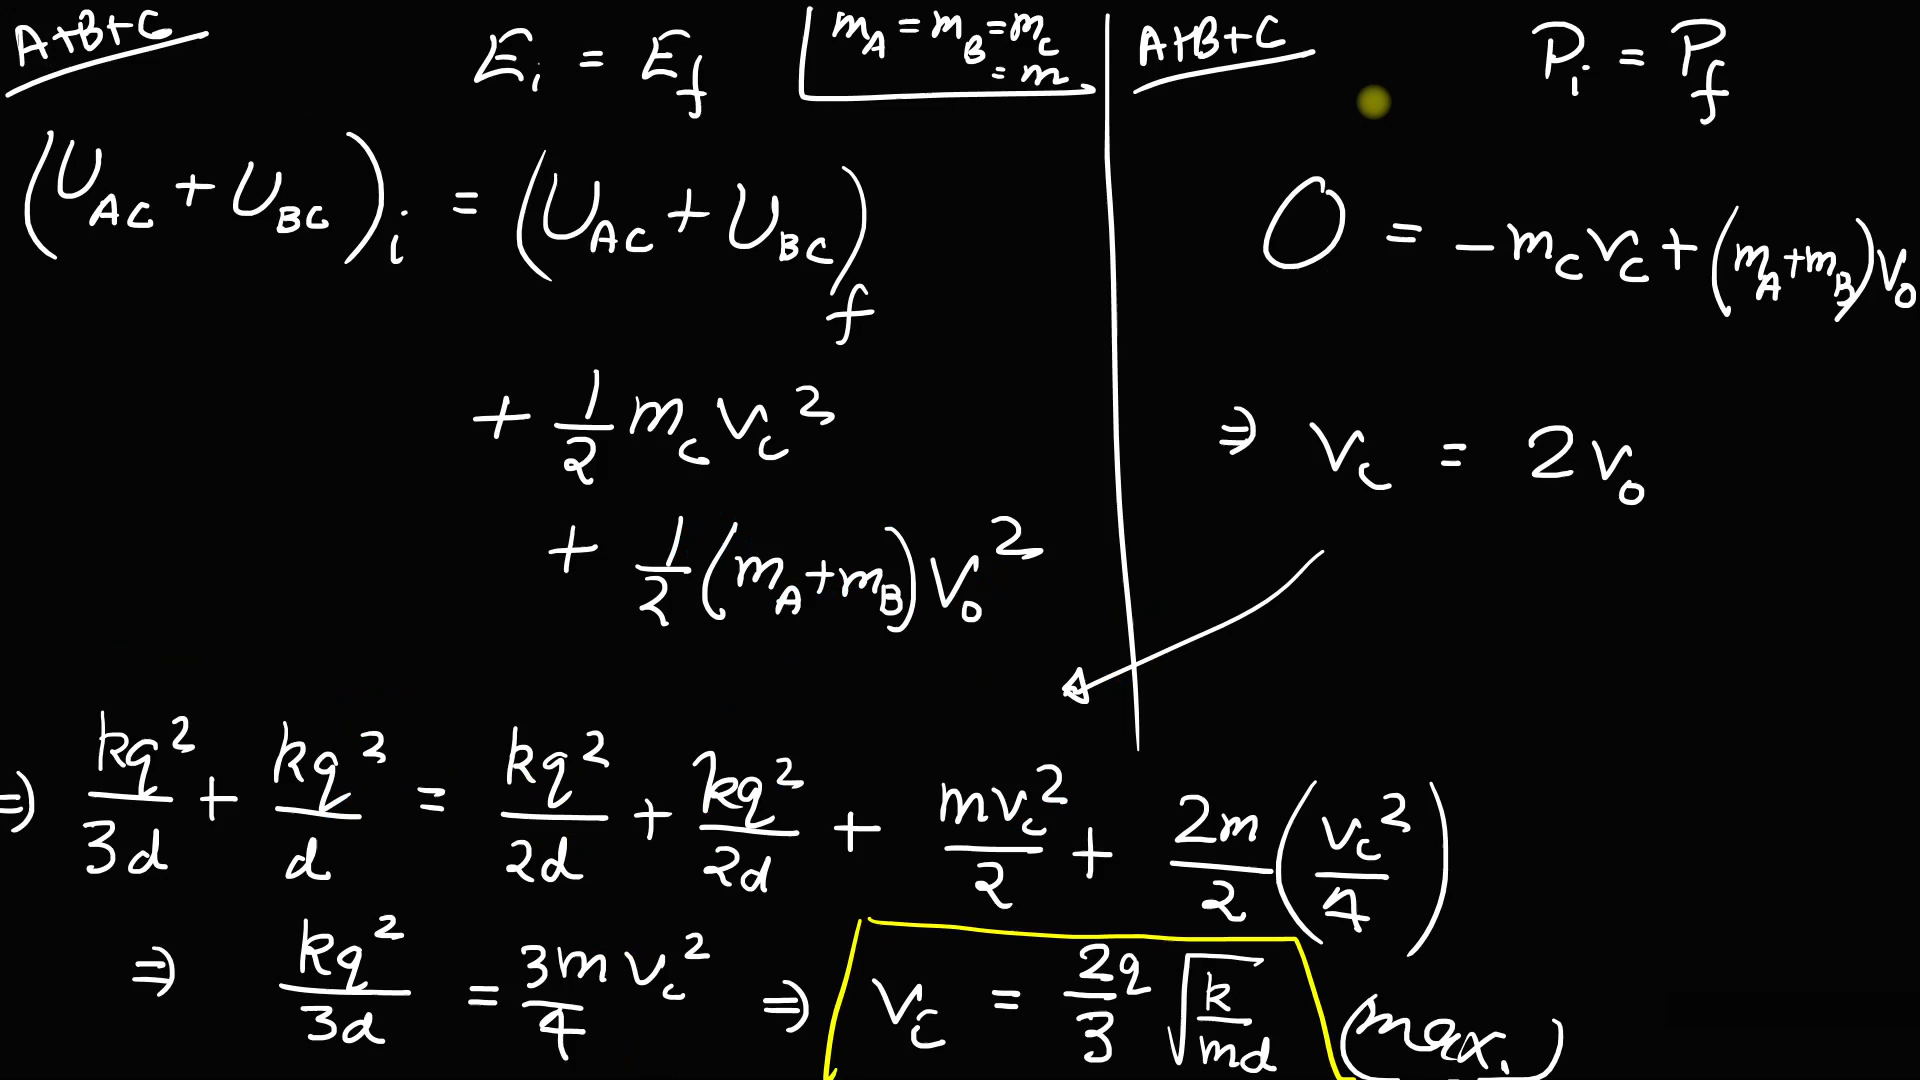 A+B+C
E_i = E_f
m_A = m_B = m_C
= m
(U_AC + U_BC)_i = (U_AC + U_BC)_f
+ 1/2 m_C v_C^2
+ 1/2 (m_A + m_B) v_0^2
A+B+C
P_i = P_f
0 = -m_C v_C + (m_A + m_B) v_0
⇒ v_C = 2v_0
⇒ kq^2/3d + kq^2/d = kq^2/2d + kq^2/2d + mv_C^2/2 + 2m/2 (v_C^2/4)
⇒ kq^2/3d = 3m/4 v_C^2 ⇒ v_C = 2q/3 √(k/md) (max.)